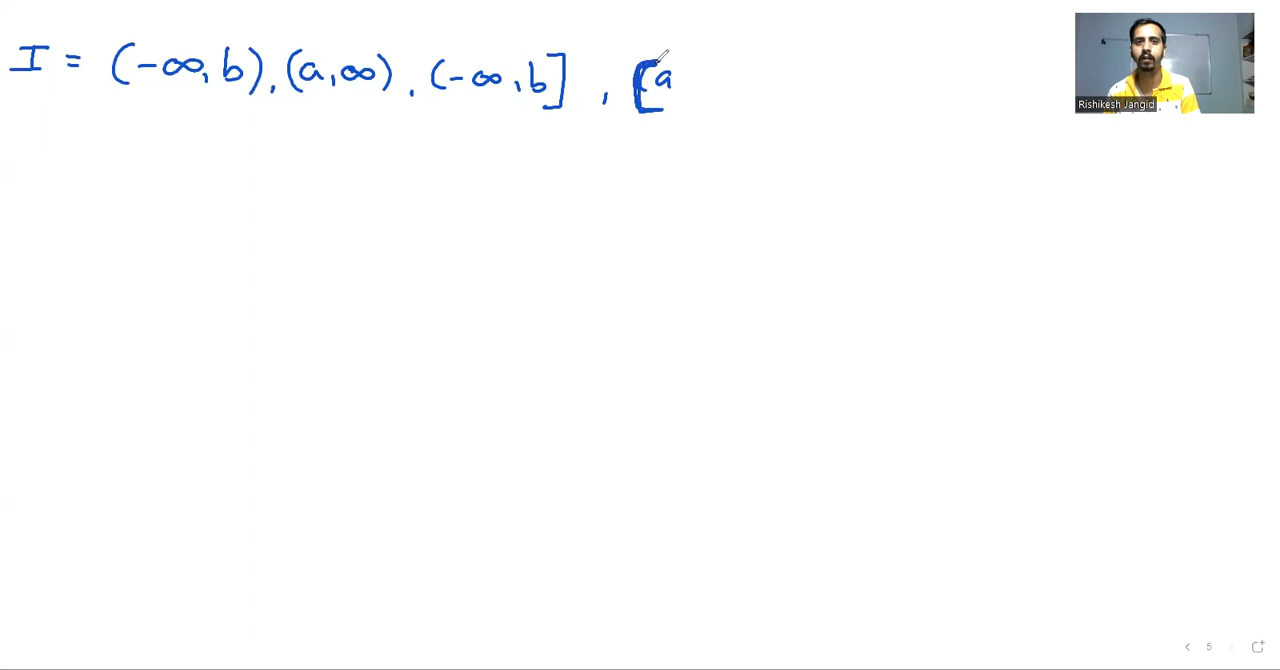 I = (-∞, b), (a, ∞), (-∞, b], [a
Rishikesh Jangid
5